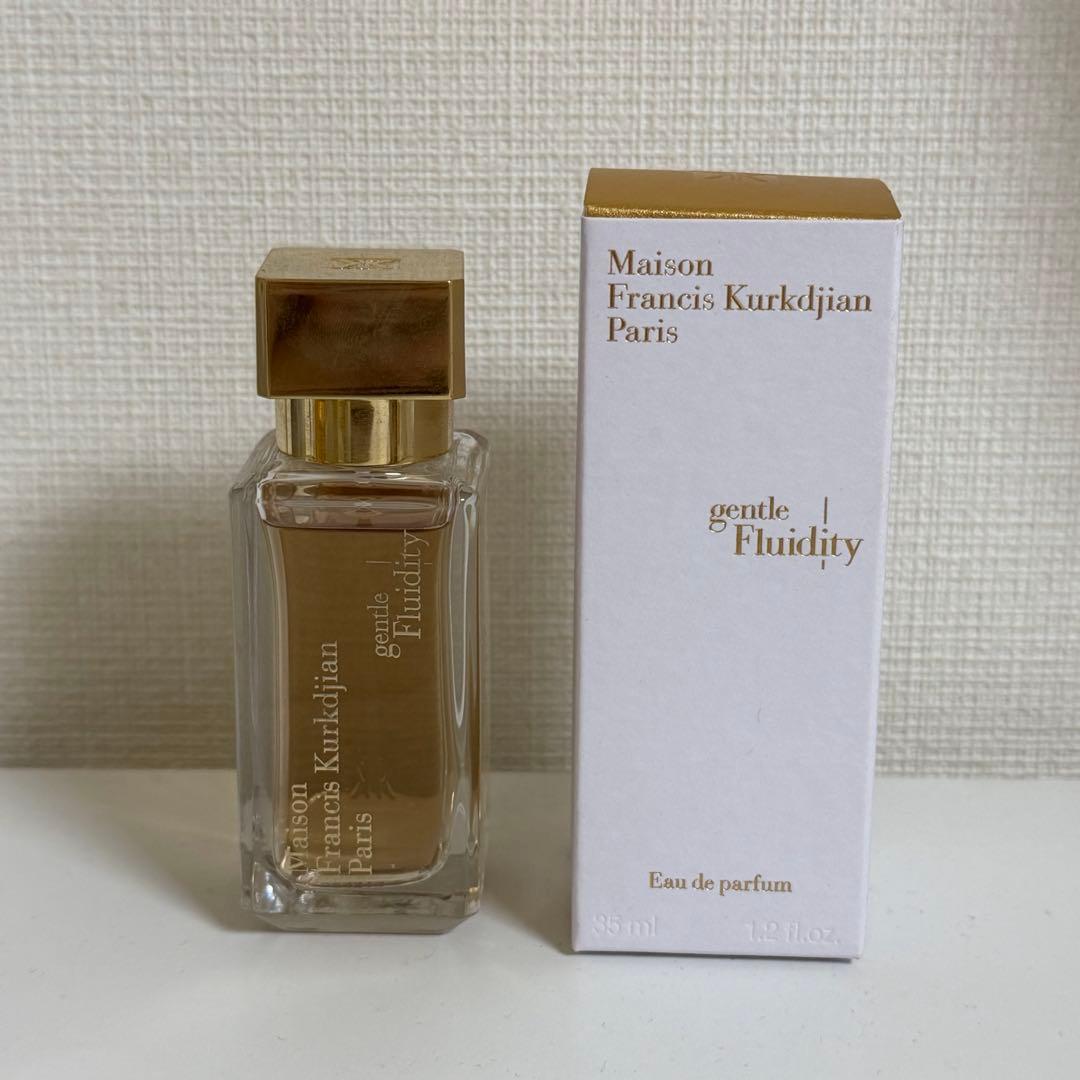 gentle
Fluidity
Maison
Francis Kurkdjian
Paris
Maison
Francis Kurkdjian
Paris
gentle
Fluidity
Eau de parfum
35 ml 1.2 fl.oz.